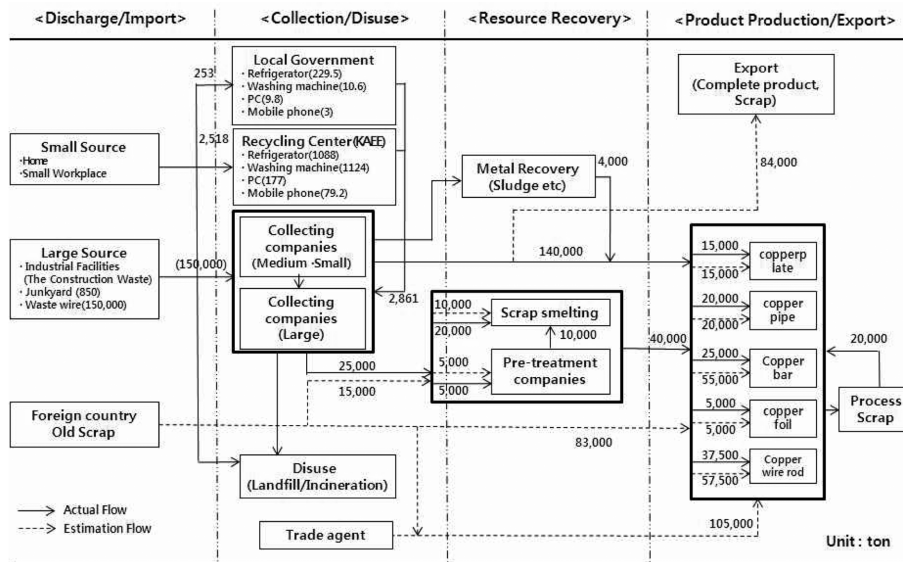 <Discharge/Import>
<Collection/Disuse>
<Resource Recovery>
<Product Production/Export>
Local Government
· Refrigerator(229.5)
· Washing machine(10.6)
· PC(9.8)
· Mobile phone(3)
253
Export
(Complete product,
Scrap)
Small Source
·Home
·Small Workplace
2,518
Recycling Center(KAEE)
· Refrigerator(1088)
· Washing machine(1124)
· PC(177)
· Mobile phone(79.2)
Metal Recovery
(Sludge etc)
4,000
84,000
Large Source
· Industrial Facilities
(The Construction Waste)
· Junkyard (850)
· Waste wire(150,000)
(150,000)
Collecting
companies
(Medium ·Small)
Collecting
companies
(Large)
2,861
140,000
15,000
15,000
copperp
late
20,000
20,000
copper
pipe
10,000
20,000
Scrap smelting
10,000
5,000
5,000
Pre-treatment
companies
40,000
25,000
55,000
Copper
bar
20,000
25,000
15,000
5,000
5,000
copper
foil
Process
Scrap
Foreign country
Old Scrap
83,000
37,500
57,500
Copper
wire rod
Disuse
(Landfill/Incineration)
Actual Flow
Estimation Flow
Trade agent
105,000
Unit : ton